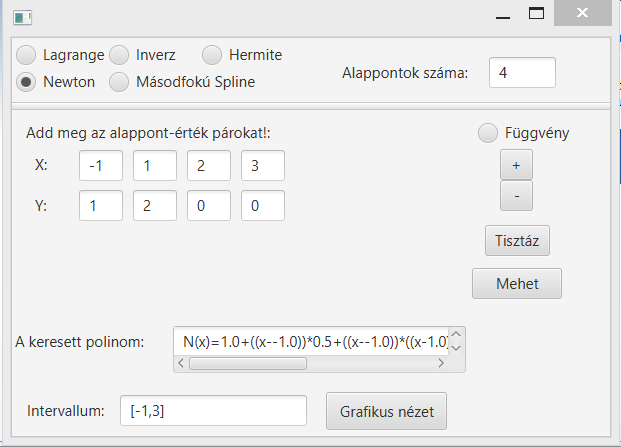 Lagrange Inverz Hermite
Newton Másodfokú Spline
Alappontok száma: 4
Add meg az alappont-érték párokat!:
Függvény
X: -1 1 2 3
+
Y: 1 2 0 0
-
Tisztáz
Mehet
A keresett polinom: N(x)=1.0+((x--1.0))*0.5+((x--1.0))*((x-1.0)
Intervallum: [-1,3] Grafikus nézet